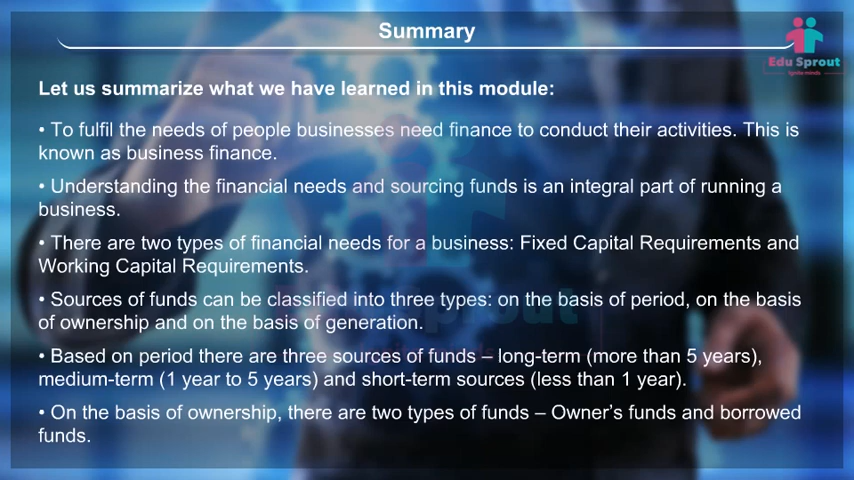 Summary
Edu Sprout
Ignite minds
Let us summarize what we have learned in this module:
• To fulfil the needs of people businesses need finance to conduct their activities. This is
known as business finance.
• Understanding the financial needs and sourcing funds is an integral part of running a
business.
• There are two types of financial needs for a business: Fixed Capital Requirements and
Working Capital Requirements.
• Sources of funds can be classified into three types: on the basis of period, on the basis
of ownership and on the basis of generation.
• Based on period there are three sources of funds – long-term (more than 5 years),
medium-term (1 year to 5 years) and short-term sources (less than 1 year).
• On the basis of ownership, there are two types of funds – Owner’s funds and borrowed
funds.